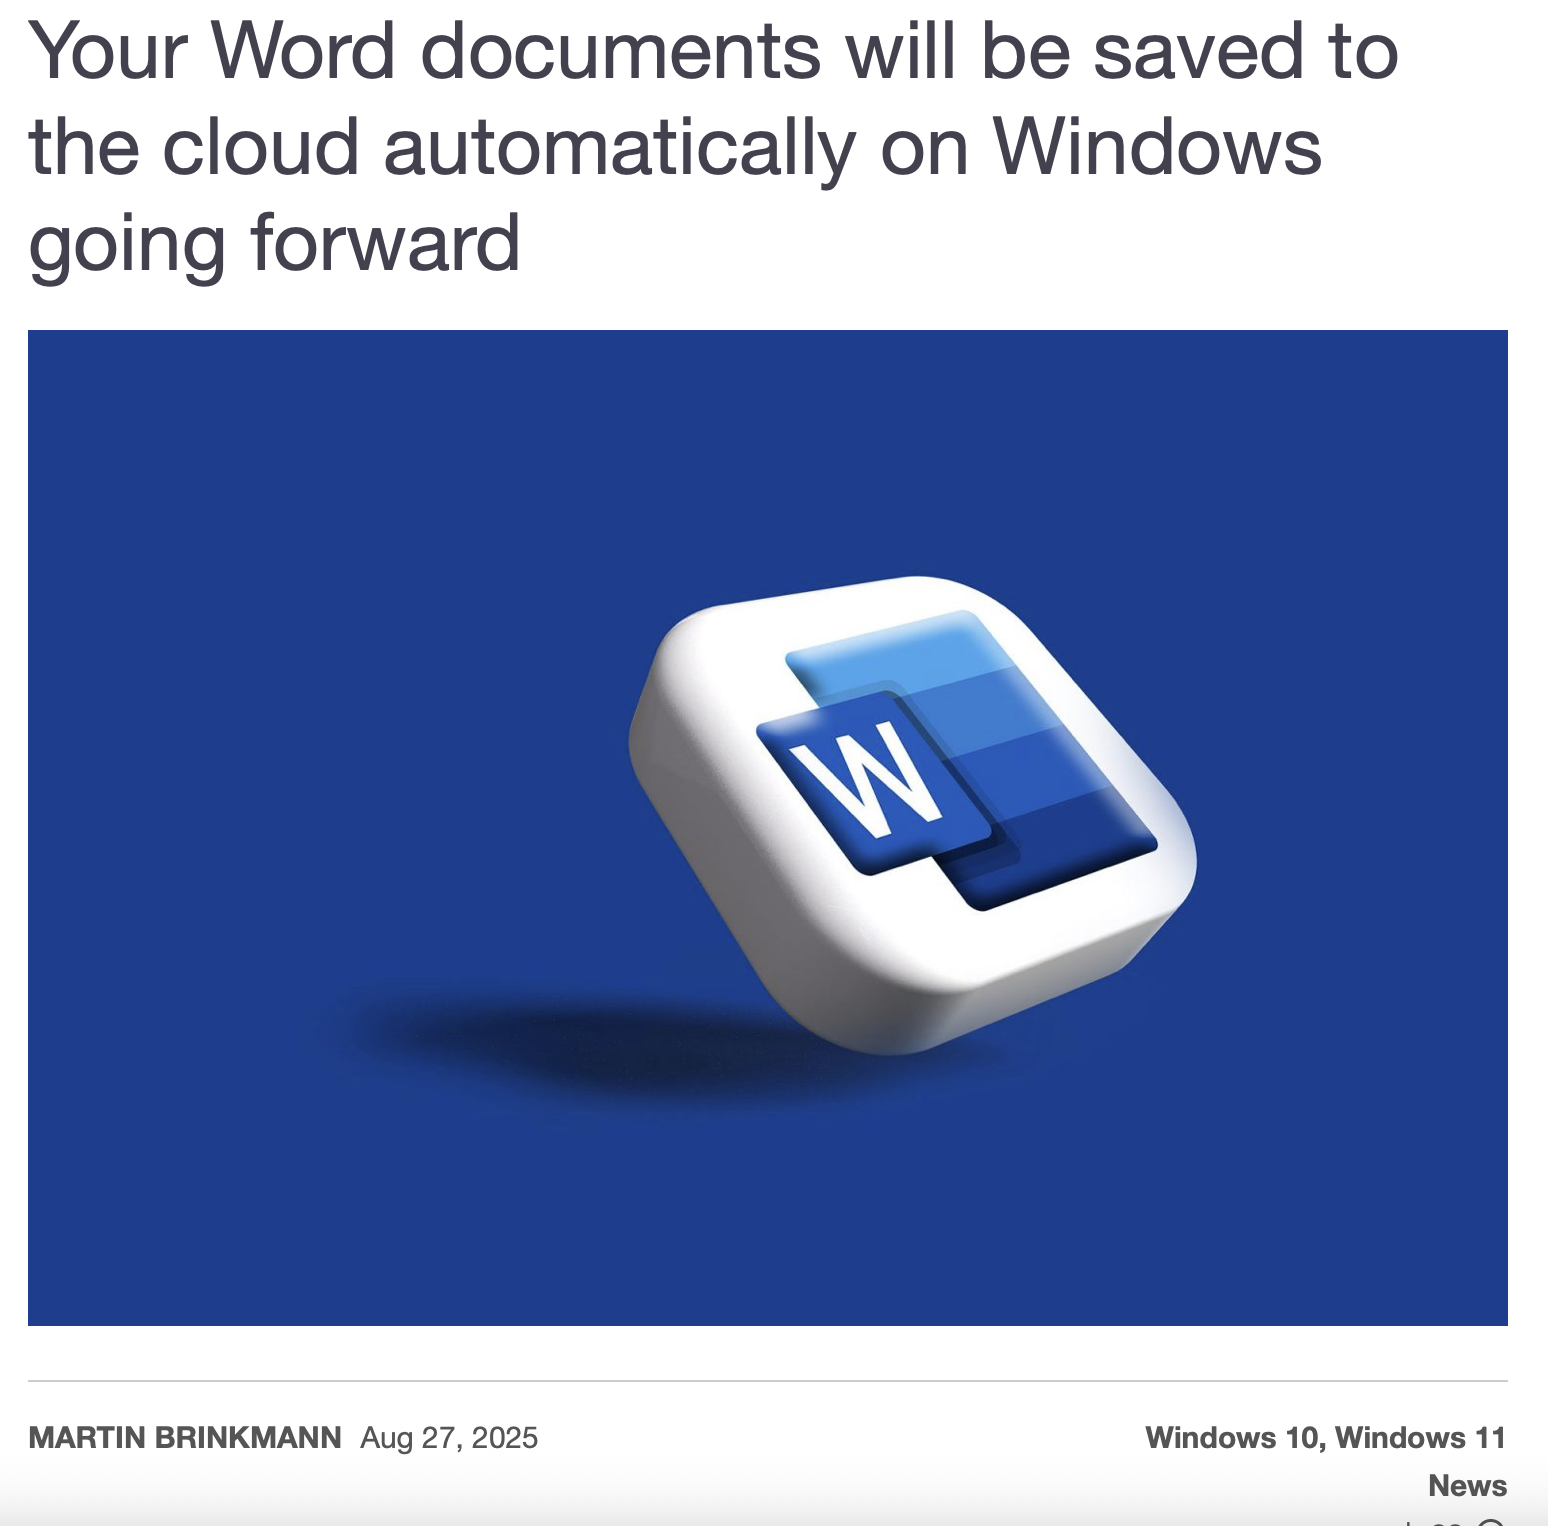 Your Word documents will be saved to
the cloud automatically on Windows
going forward
W
MARTIN BRINKMANN Aug 27, 2025
Windows 10, Windows 11
News